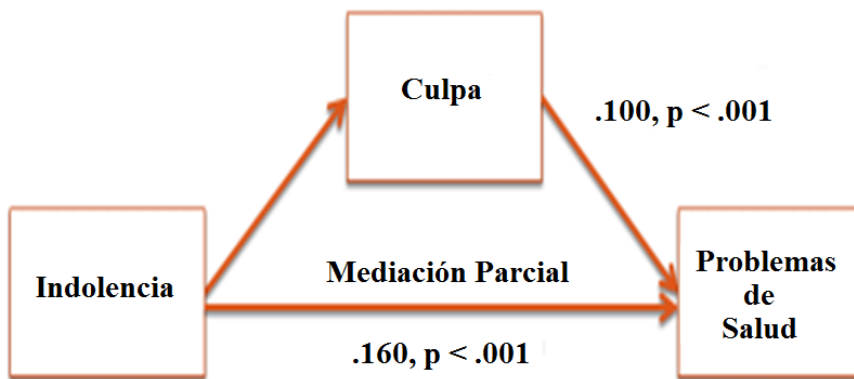 Culpa
.100, p < .001
Indolencia
Mediación Parcial
.160, p < .001
Problemas
de
Salud